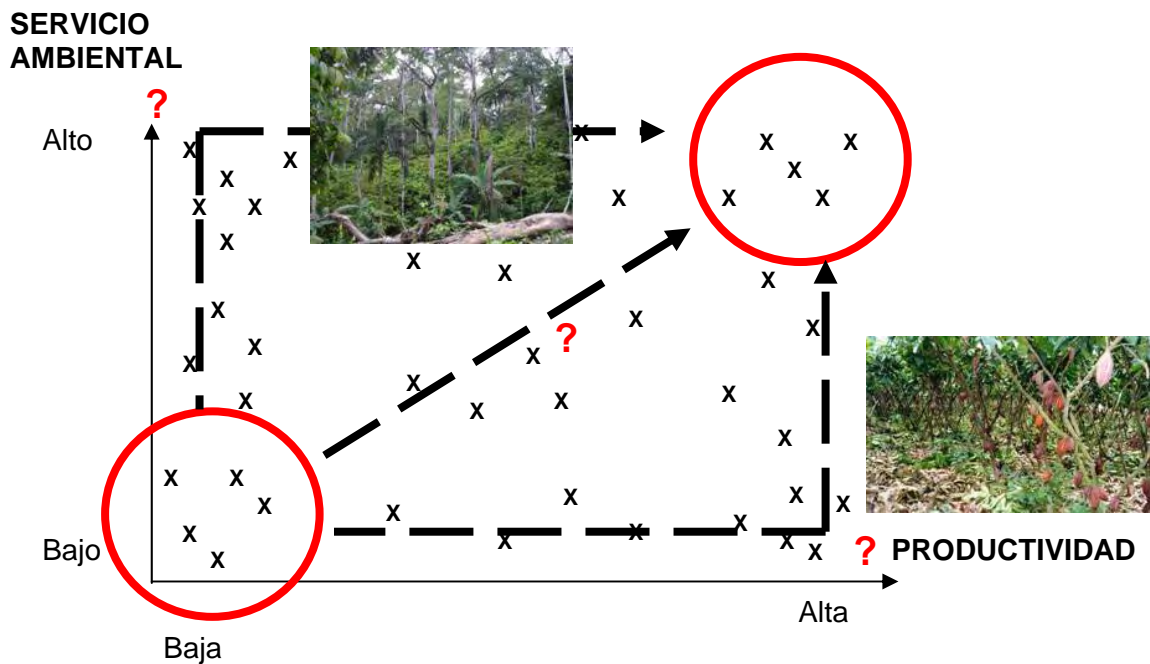 SERVICIO
AMBIENTAL
?
Alto
X X X X
X X X X
X X X X X
X X X
X X
X X X
X X X
X X
X X X X
X X
X
X X X X X
X X X X
X X X X
Bajo
? PRODUCTIVIDAD
Alta
Baja